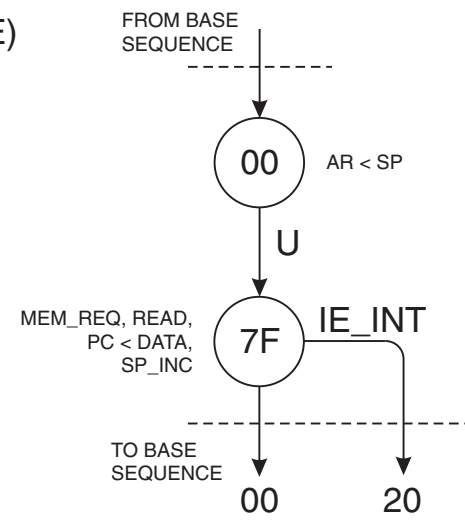 E)
FROM BASE
SEQUENCE
00
AR < SP
U
MEM_REQ, READ,
PC < DATA,
SP_INC
7F
IE_INT
TO BASE
SEQUENCE
00
20